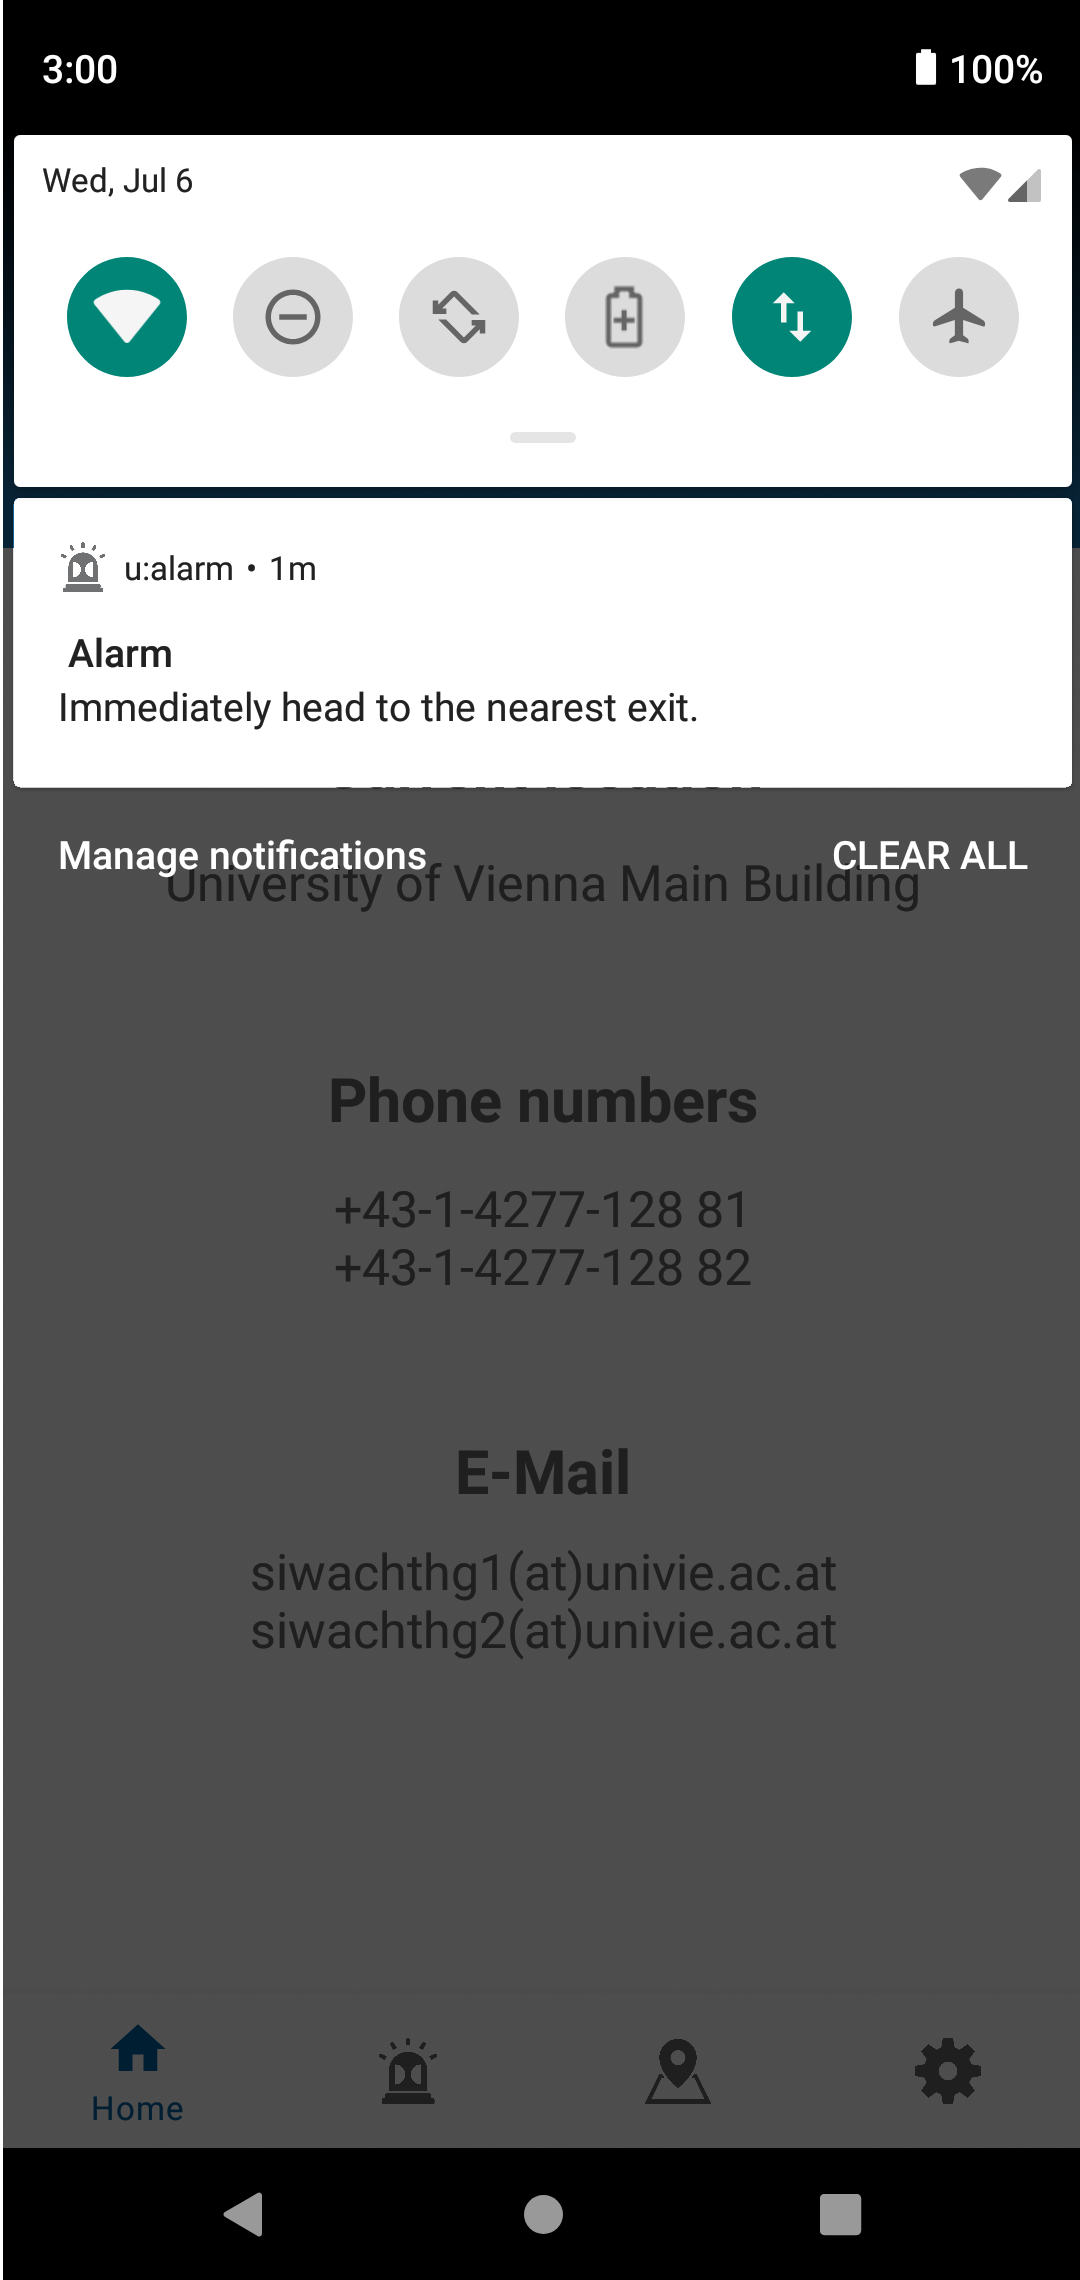 3:00 100%
Wed, Jul 6
u:alarm • 1m
Alarm
Immediately head to the nearest exit.
Manage notifications CLEAR ALL
University of Vienna Main Building
Phone numbers
+43-1-4277-128 81
+43-1-4277-128 82
E-Mail
siwachthg1(at)univie.ac.at
siwachthg2(at)univie.ac.at
Home